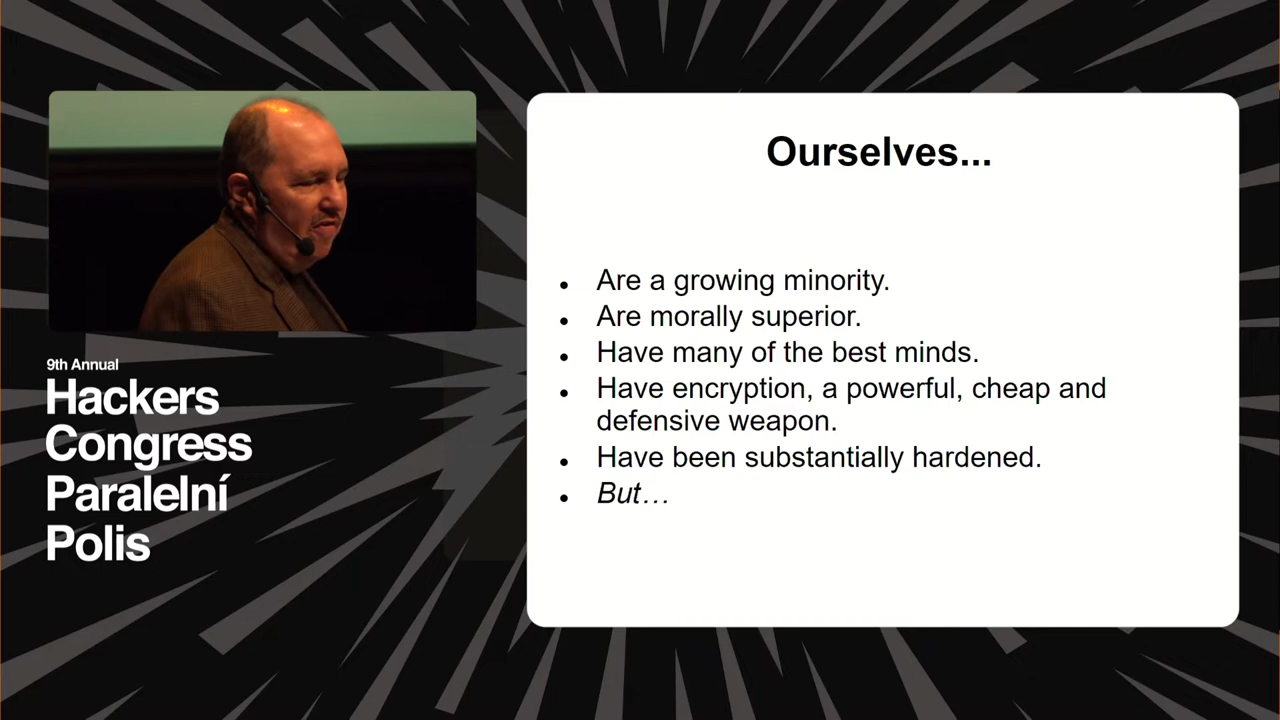 9th Annual
Hackers
Congress
Paralelní
Polis
Ourselves...
• Are a growing minority.
• Are morally superior.
• Have many of the best minds.
• Have encryption, a powerful, cheap and
defensive weapon.
• Have been substantially hardened.
• But…